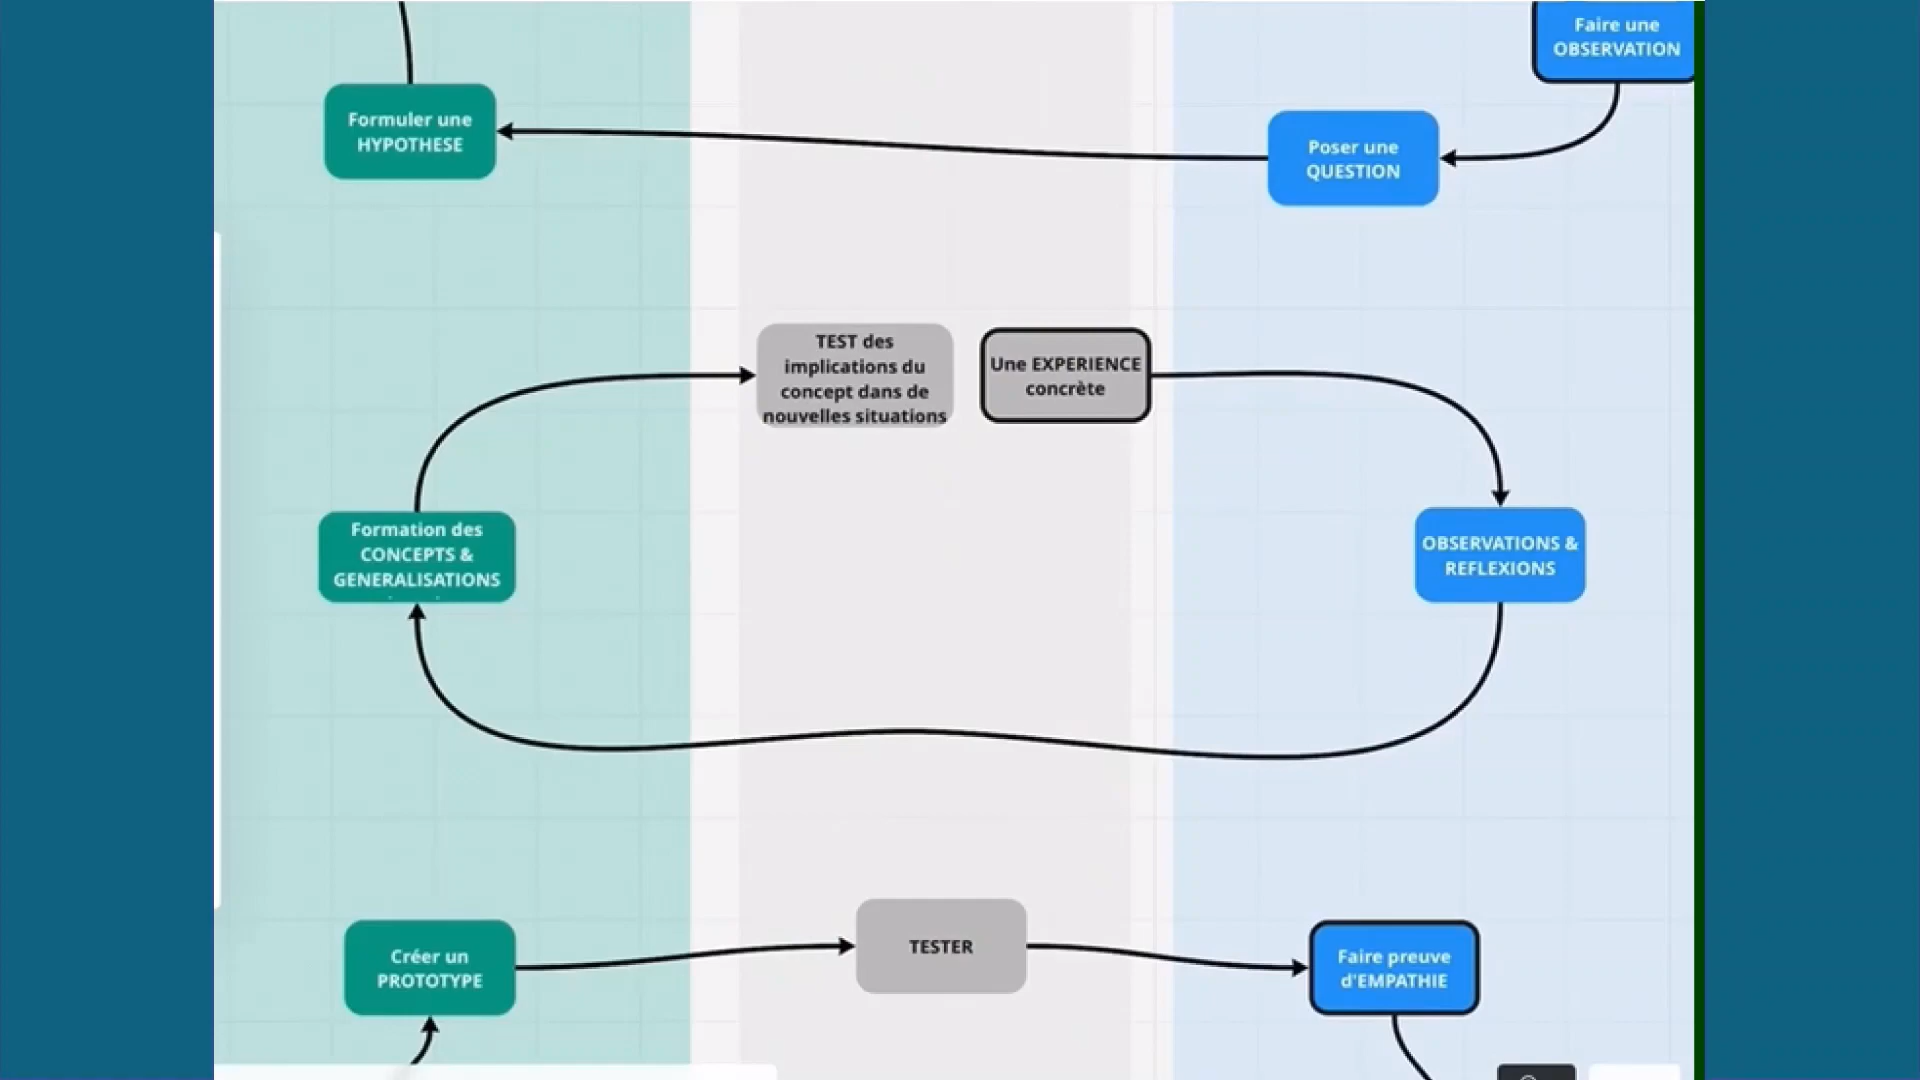 Faire une
OBSERVATION
Formuler une
HYPOTHESE
Poser une
QUESTION
TEST des
implications du
concept dans de
nouvelles situations
Une EXPERIENCE
concrète
Formation des
CONCEPTS &
GENERALISATIONS
OBSERVATIONS &
REFLEXIONS
Créer un
PROTOTYPE
TESTER
Faire preuve
d'EMPATHIE